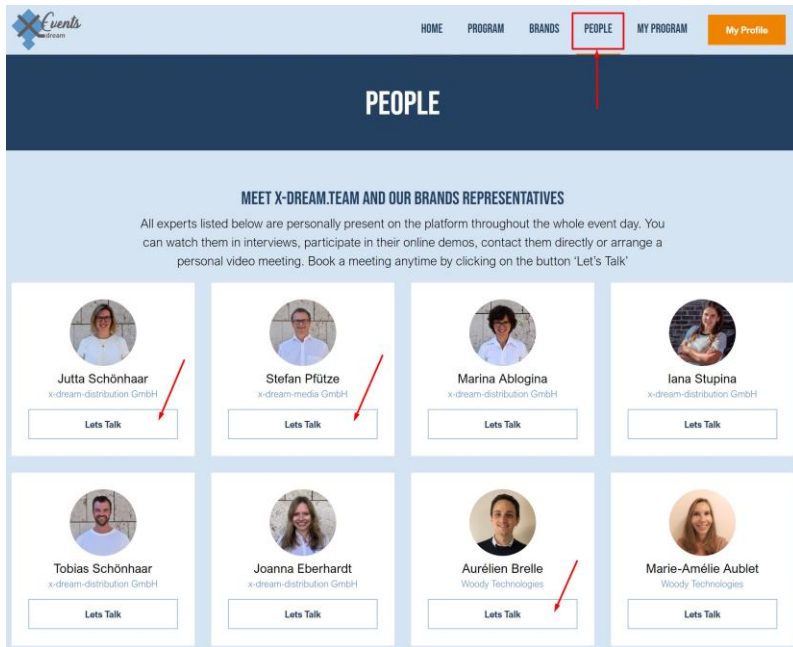 Events
dream
HOME PROGRAM BRANDS PEOPLE MY PROGRAM My Profile
PEOPLE
MEET X-DREAM.TEAM AND OUR BRANDS REPRESENTATIVES
All experts listed below are personally present on the platform throughout the whole event day. You
can watch them in interviews, participate in their online demos, contact them directly or arrange a
personal video meeting. Book a meeting anytime by clicking on the button ‘Let’s Talk’
Jutta Schönhaar
x-dream-distribution GmbH
Lets Talk
Stefan Pfütze
x-dream-media GmbH
Lets Talk
Marina Ablogina
x-dream-distribution GmbH
Lets Talk
Iana Stupina
x-dream-distribution GmbH
Lets Talk
Tobias Schönhaar
x-dream-distribution GmbH
Lets Talk
Joanna Eberhardt
x-dream-distribution GmbH
Lets Talk
Aurélien Brelle
Woody Technologies
Lets Talk
Marie-Amélie Aublet
Woody Technologies
Lets Talk